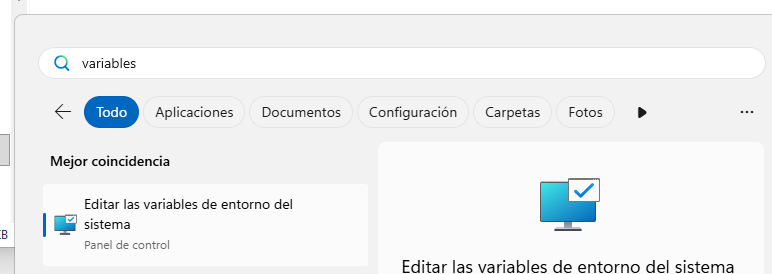 variables
Todo
Aplicaciones
Documentos
Configuración
Carpetas
Fotos
Mejor coincidencia
Editar las variables de entorno del
sistema
Panel de control
Editar las variables de entorno del sistema